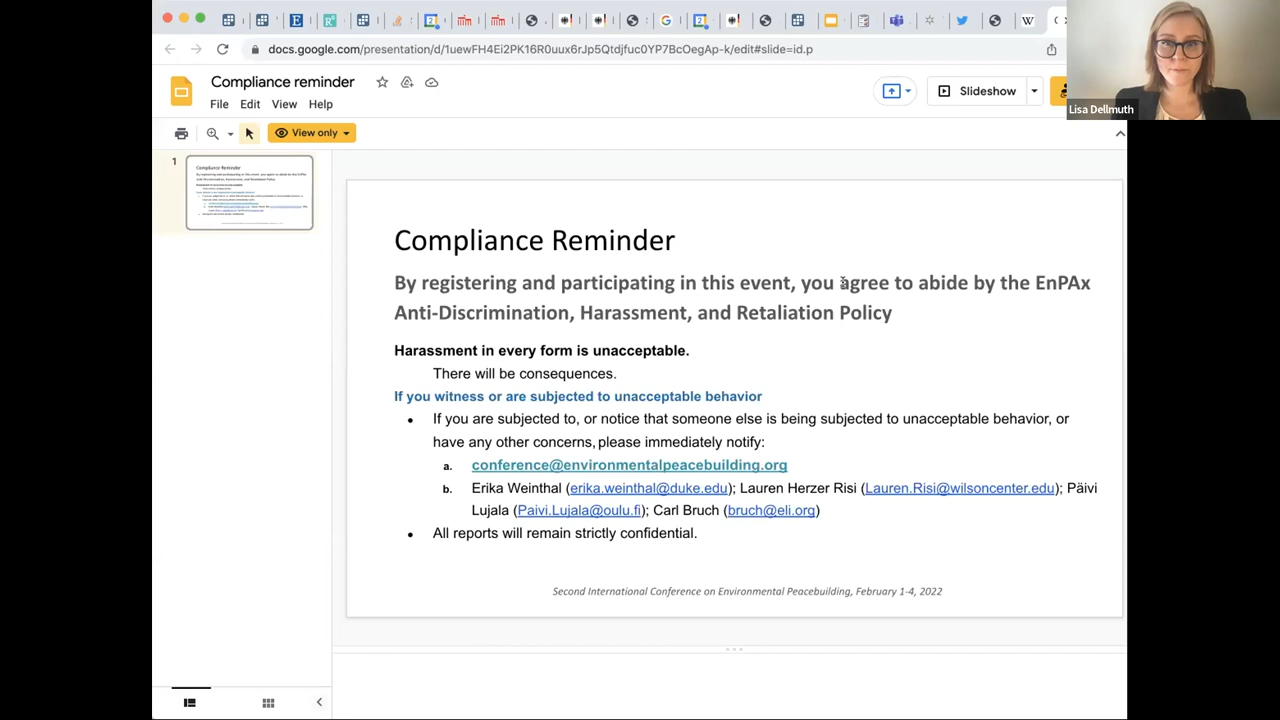 docs.google.com/presentation/d/1uewFH4Ei2PK16R0uux6rJp5Qtdjfuc0YP7BcOegAp-k/edit#slide=id.p
Compliance reminder
File Edit View Help
Slideshow
Lisa Dellmuth
View only
1
Compliance Reminder
By registering and participating in this event, you agree to abide by the EnPAx
Anti-Discrimination, Harassment, and Retaliation Policy
Harassment in every form is unacceptable.
There will be consequences.
If you witness or are subjected to unacceptable behavior
• If you are subjected to, or notice that someone else is being subjected to unacceptable behavior, or
have any other concerns, please immediately notify:
a. conference@environmentalpeacebuilding.org
b. Erika Weinthal (erika.weinthal@duke.edu); Lauren Herzer Risi (Lauren.Risi@wilsoncenter.edu); Päivi
Lujala (Paivi.Lujala@oulu.fi); Carl Bruch (bruch@eli.org)
• All reports will remain strictly confidential.
Second International Conference on Environmental Peacebuilding, February 1-4, 2022